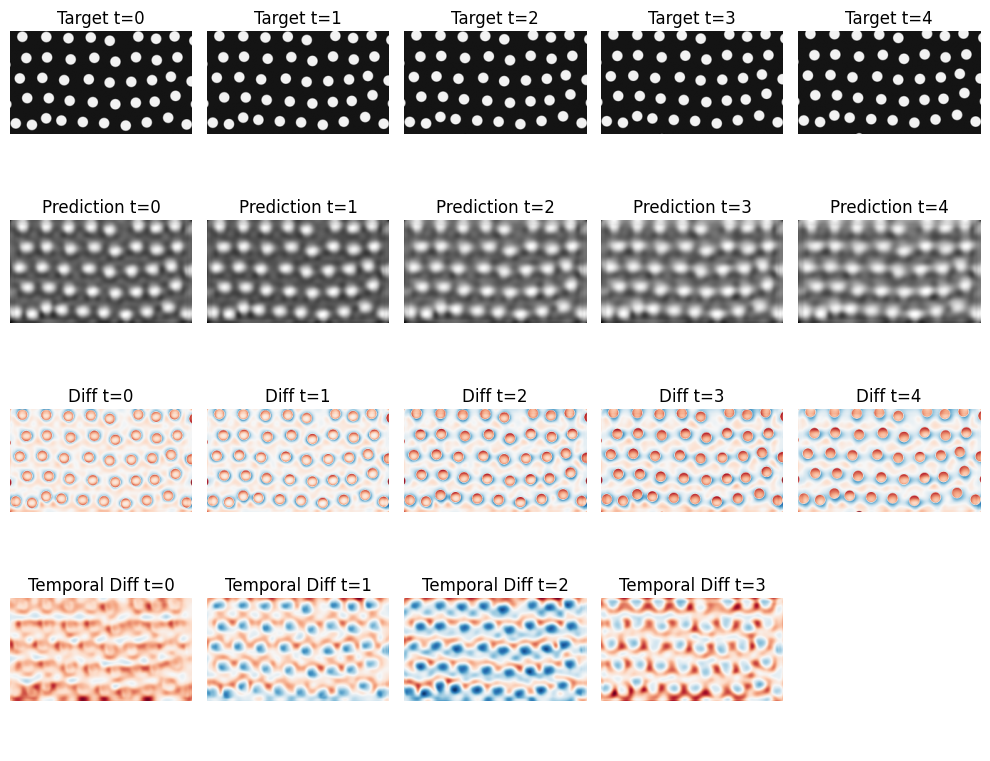 Target t=0 Target t=1 Target t=2 Target t=3 Target t=4
Prediction t=0 Prediction t=1 Prediction t=2 Prediction t=3 Prediction t=4
Diff t=0 Diff t=1 Diff t=2 Diff t=3 Diff t=4
Temporal Diff t=0 Temporal Diff t=1 Temporal Diff t=2 Temporal Diff t=3